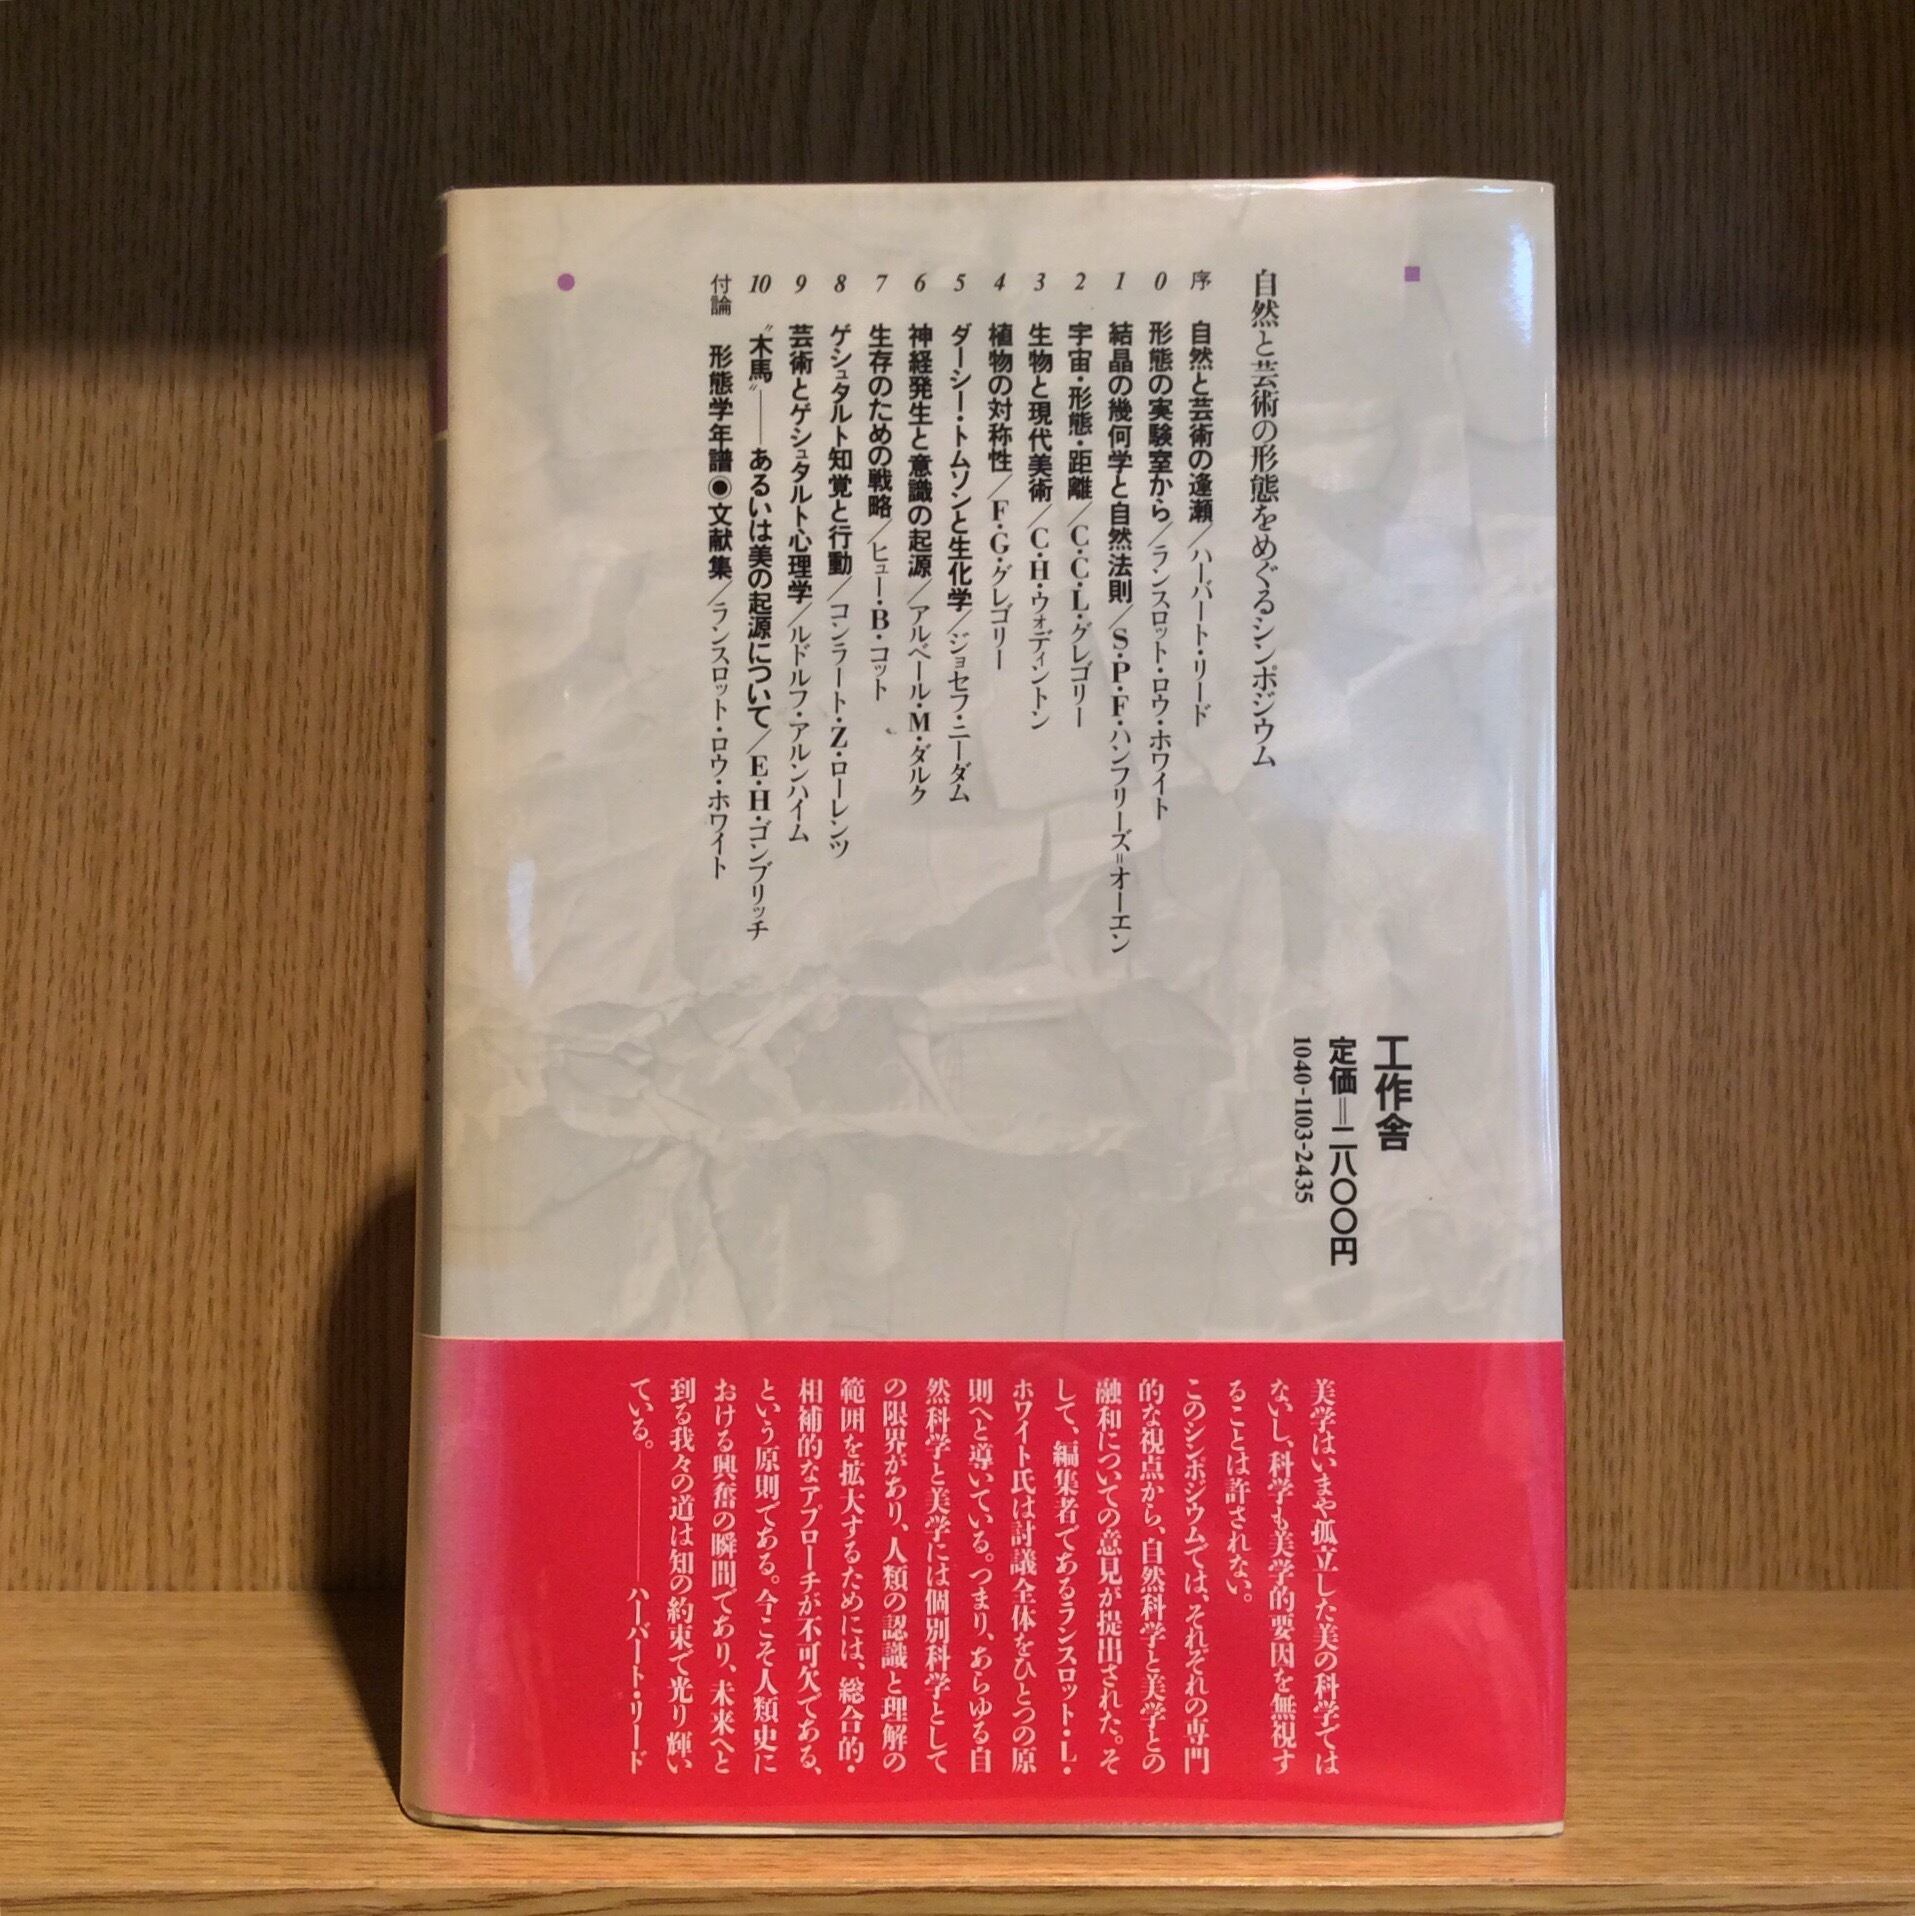 自然と芸術の形態をめぐるシンポジウム
序 自然と芸術の逢瀬/ハーバート・リード
0 形態の実験室から/ランスロット・ロウ・ホワイト
1 結晶の幾何学と自然法則/S・P・F・ハンフリーズ=オーエン
2 宇宙・形態・距離/C・C・L・グレゴリー
3 生物と現代美術/C・H・ウォディントン
4 植物の対称性/F・G・グレゴリー
5 ダーシー・トムソンと生化学/ジョセフ・ニーダム
6 神経発生と意識の起源/アルベール・M・ダルク
7 生存のための戦略/ヒュー・B・コット
8 ゲシュタルト知覚と行動/コンラート・Z・ローレンツ
9 芸術とゲシュタルト心理学/ルドルフ・アルンハイム
10 〝木馬〟——あるいは美の起源について/E・H・ゴンブリッチ
付論 形態学年譜◉文献集/ランスロット・ロウ・ホワイト
工作舎
定価=二八〇〇円
1040-1103-2435
美学はいまや孤立した美の科学では
ないし、科学も美学的要因を無視す
ることは許されない。
このシンポジウムでは、それぞれの専門
的な視点から、自然科学と美学との
融和についての意見が提出された。そ
して、編集者であるランスロット・L・
ホワイト氏は討議全体をひとつの原
則へと導いている。つまり、あらゆる自
然科学と美学には個別科学として
の限界があり、人類の認識と理解の
範囲を拡大するためには、総合的・
相補的なアプローチが不可欠である、
という原則である。今こそ人類史に
おける興奮の瞬間であり、未来へと
到る我々の道は知の約束で光り輝い
ている。——ハーバート・リード